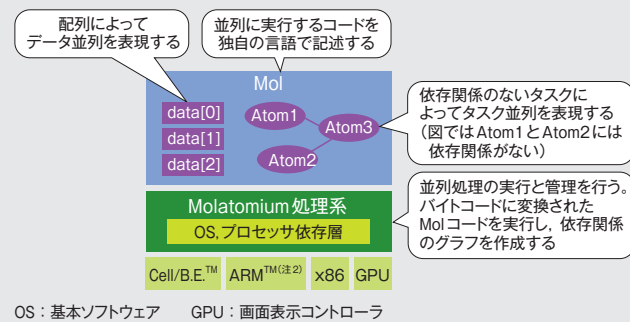 配列によって
データ並列を表現する
並列に実行するコードを
独自の言語で記述する
Mol
data[0]
data[1]
data[2]
Atom1
Atom2
Atom3
依存関係のないタスクに
よってタスク並列を表現する
（図ではAtom1とAtom2には
依存関係がない）
Molatomium処理系
OS,プロセッサ依存層
並列処理の実行と管理を行う。
バイトコードに変換された
Molコードを実行し，依存関係
のグラフを作成する
Cell/B.E.™
ARM™(注2)
x86
GPU
OS：基本ソフトウェア　　GPU：画面表示コントローラ